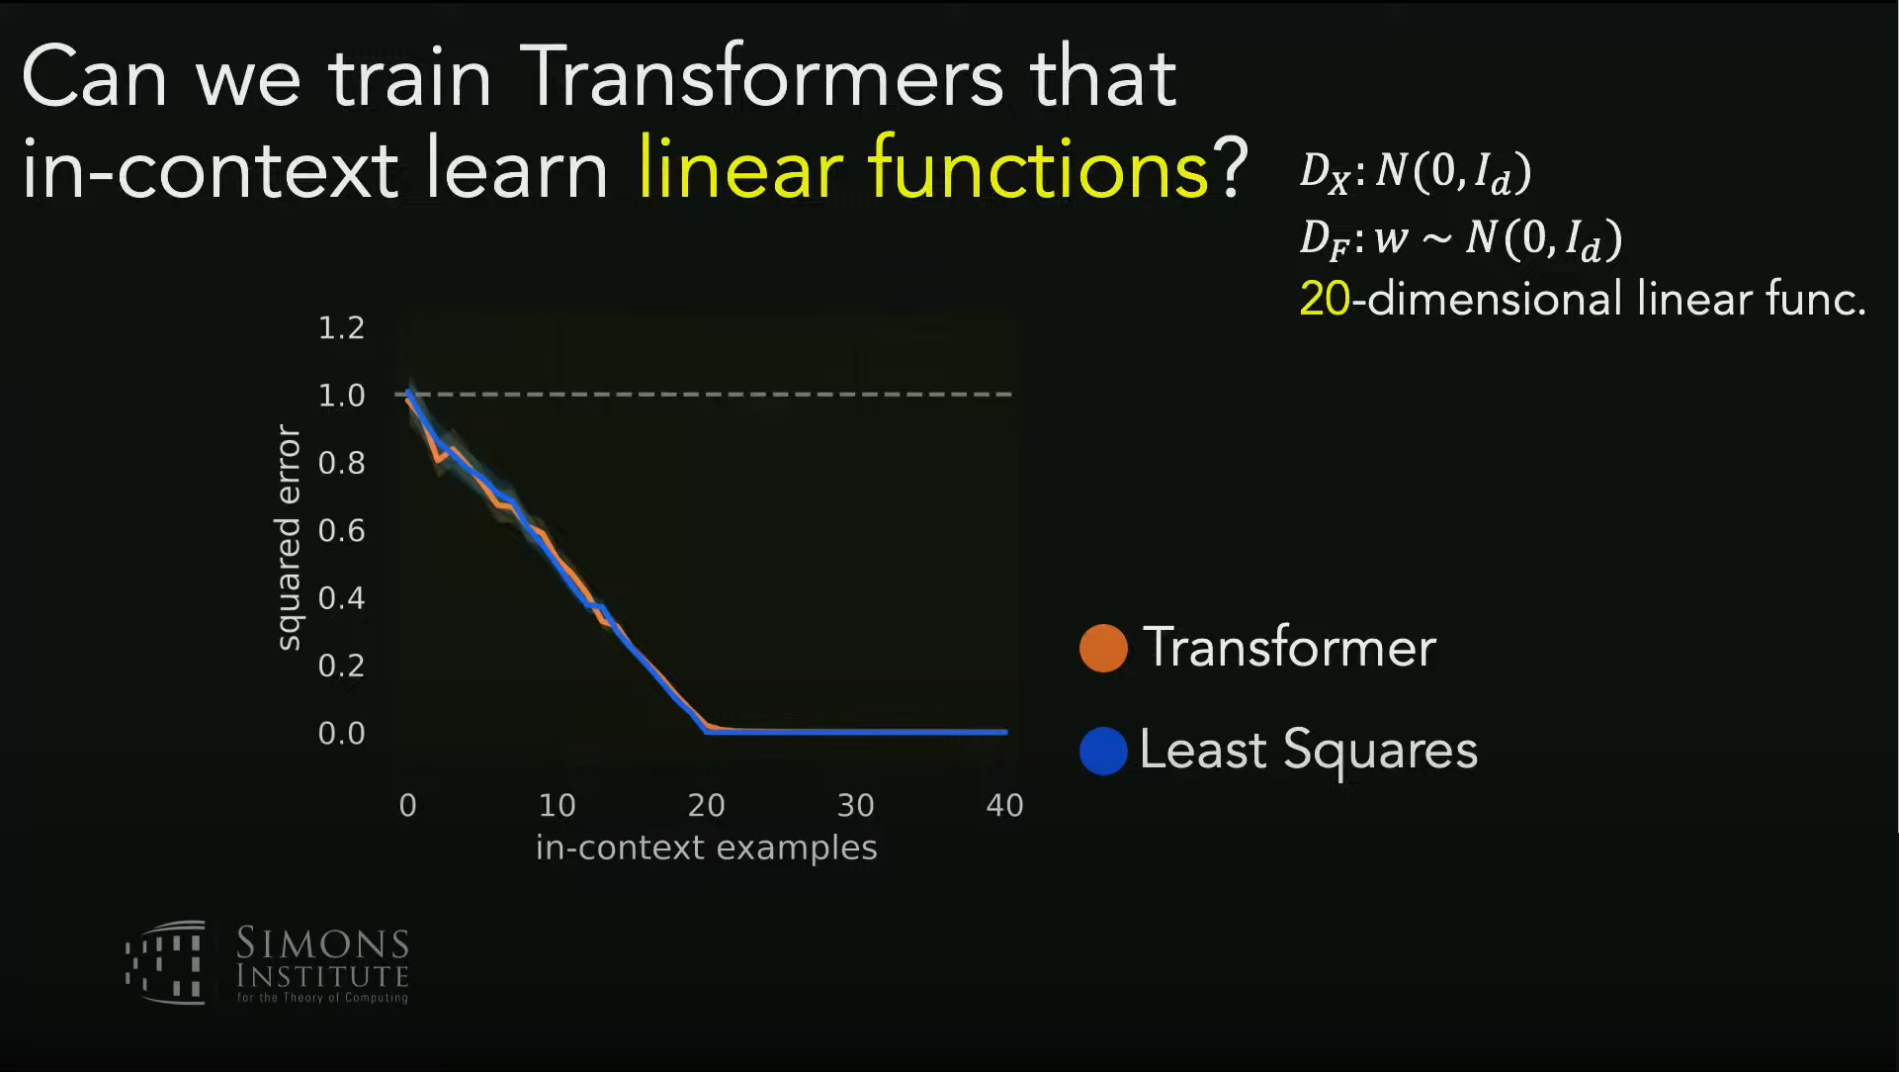 Can we train Transformers that
in-context learn linear functions?
D_X: N(0, I_d)
D_F: w ~ N(0, I_d)
20-dimensional linear func.
1.2
1.0
0.8
0.6
0.4
0.2
0.0
squared error
0 10 20 30 40
in-context examples
Transformer
Least Squares
SIMONS
INSTITUTE
for the Theory of Computing